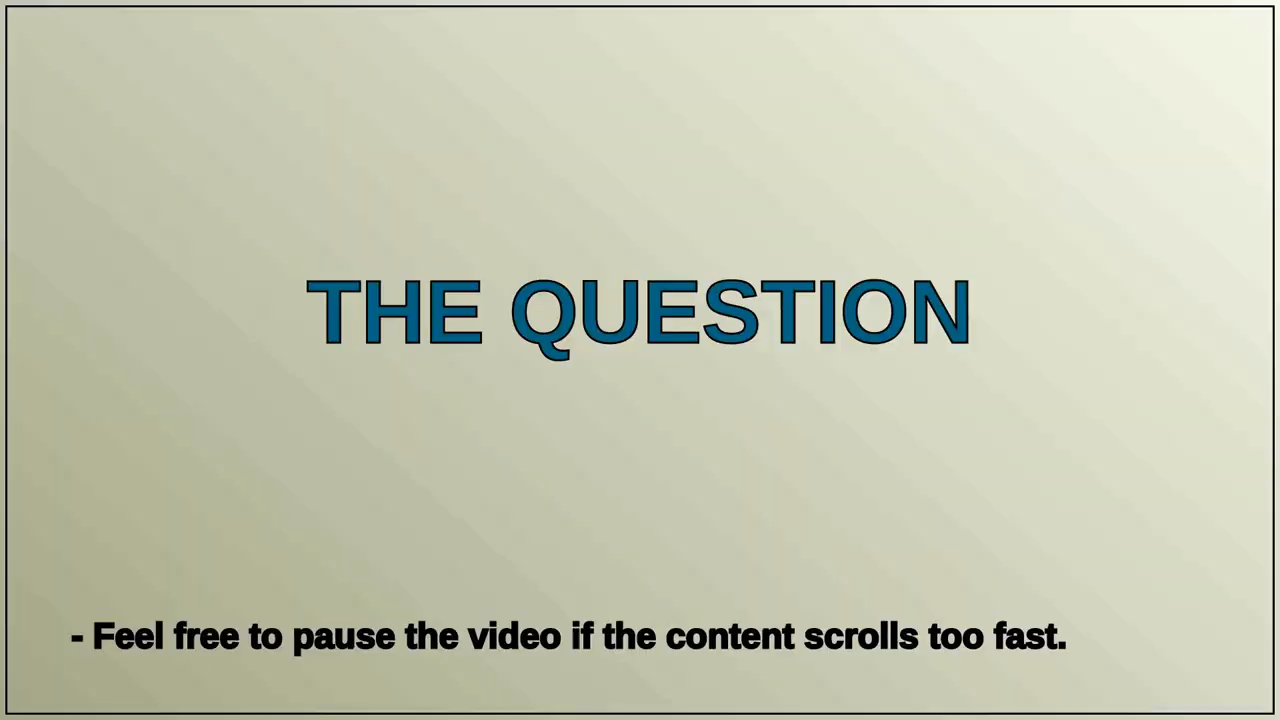 THE QUESTION
- Feel free to pause the video if the content scrolls too fast.